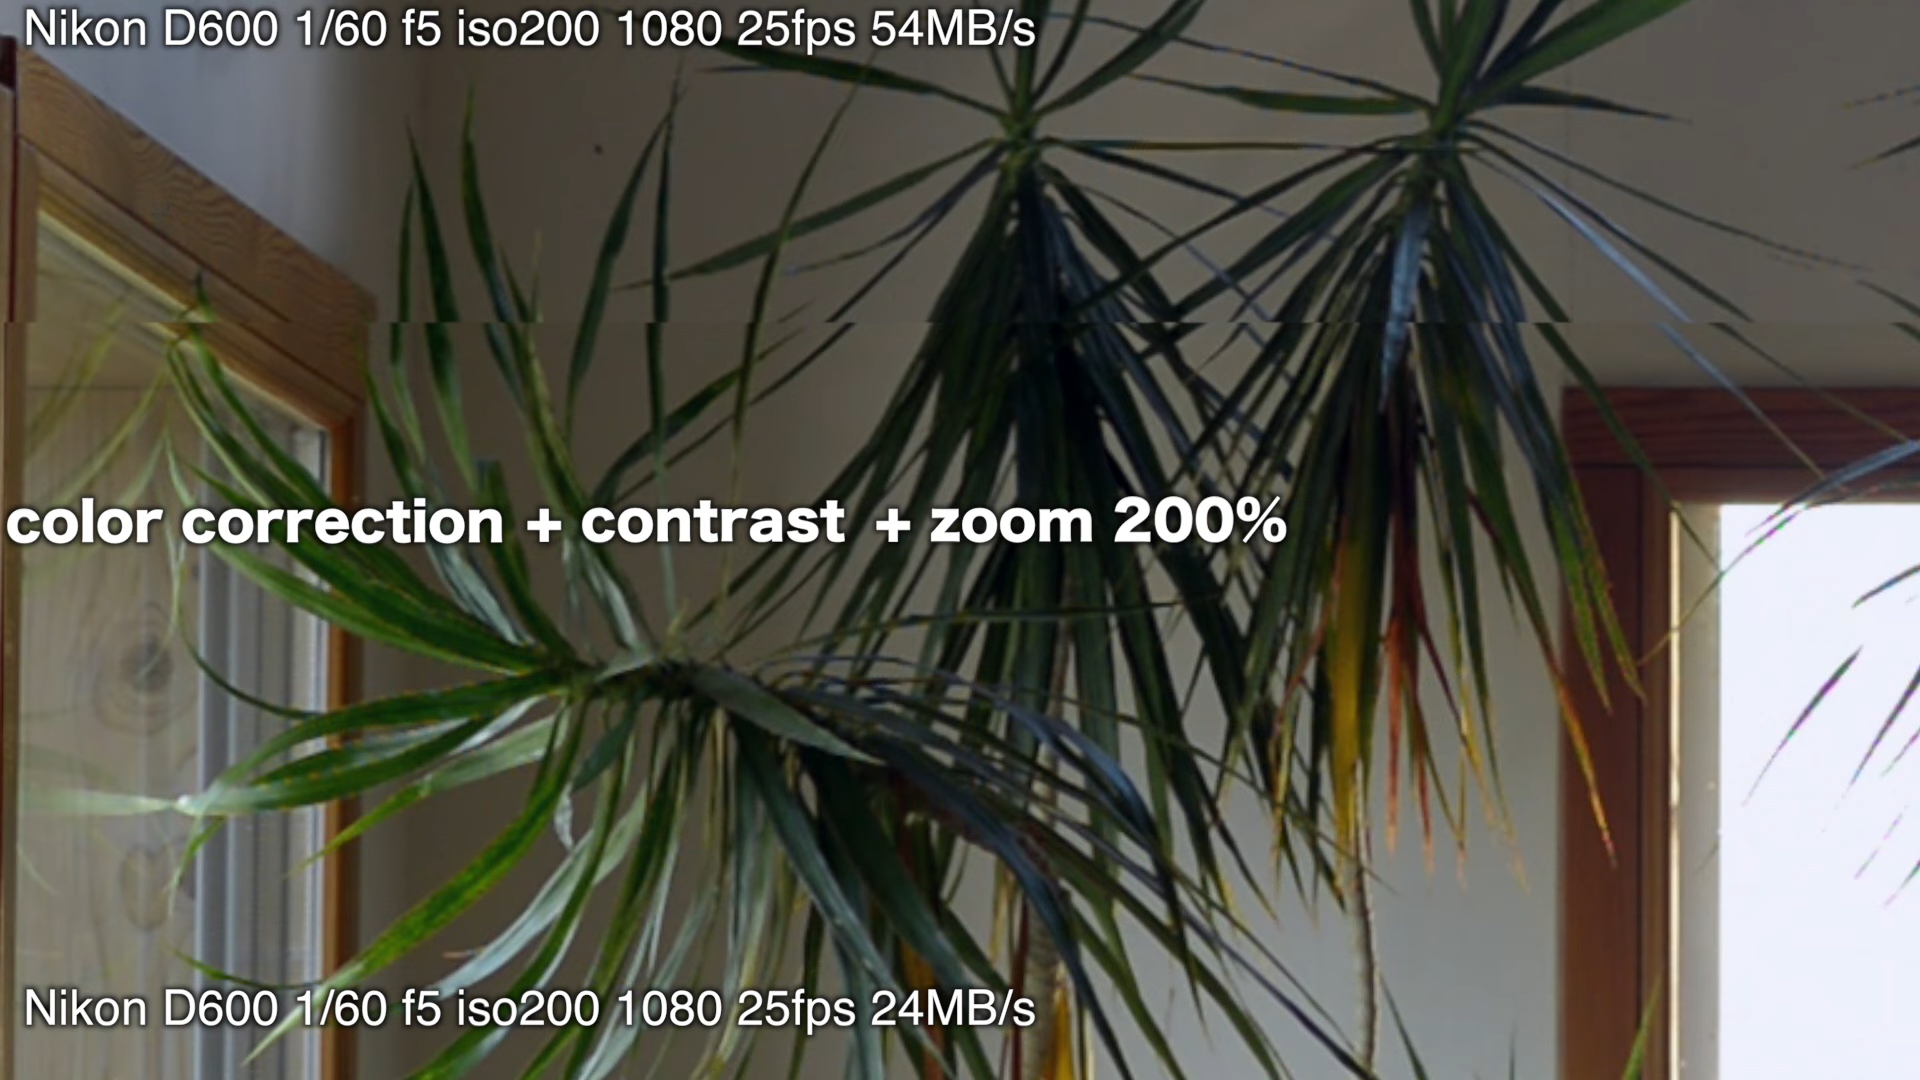 Nikon D600 1/60 f5 iso200 1080 25fps 54MB/s
color correction + contrast + zoom 200%
Nikon D600 1/60 f5 iso200 1080 25fps 24MB/s